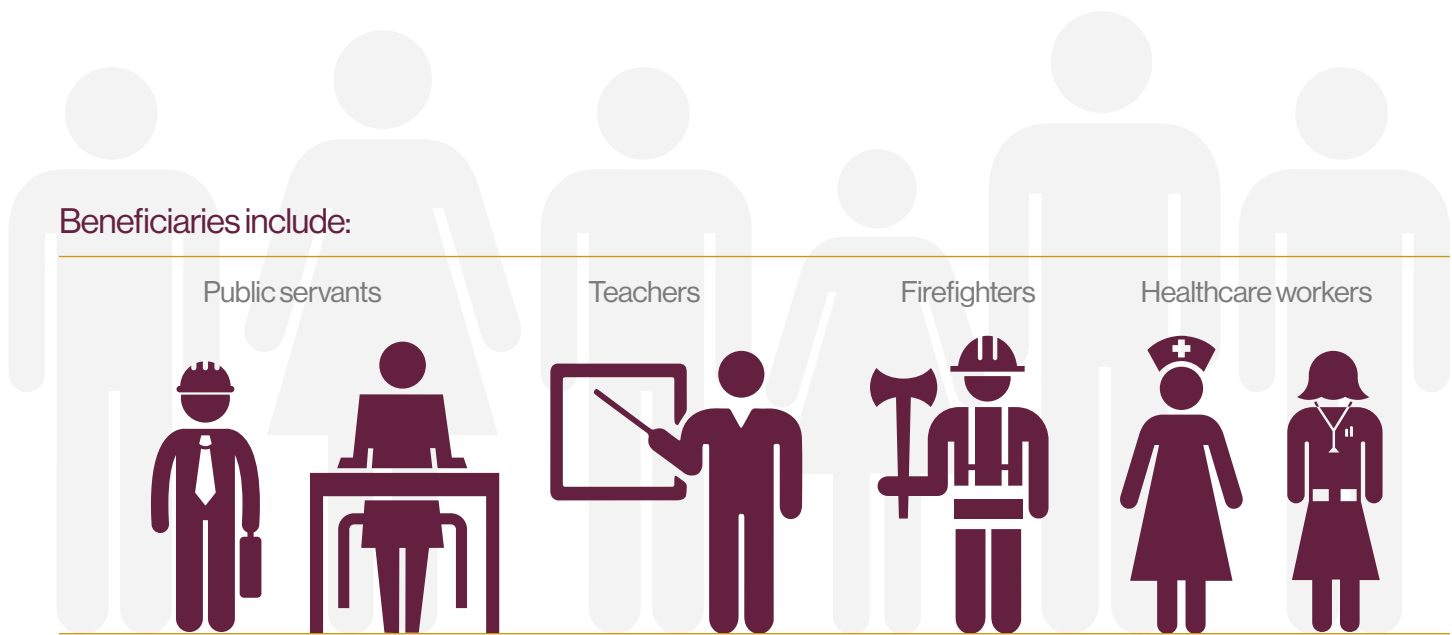 Beneficiaries include:
Public servants
Teachers
Firefighters
Healthcare workers